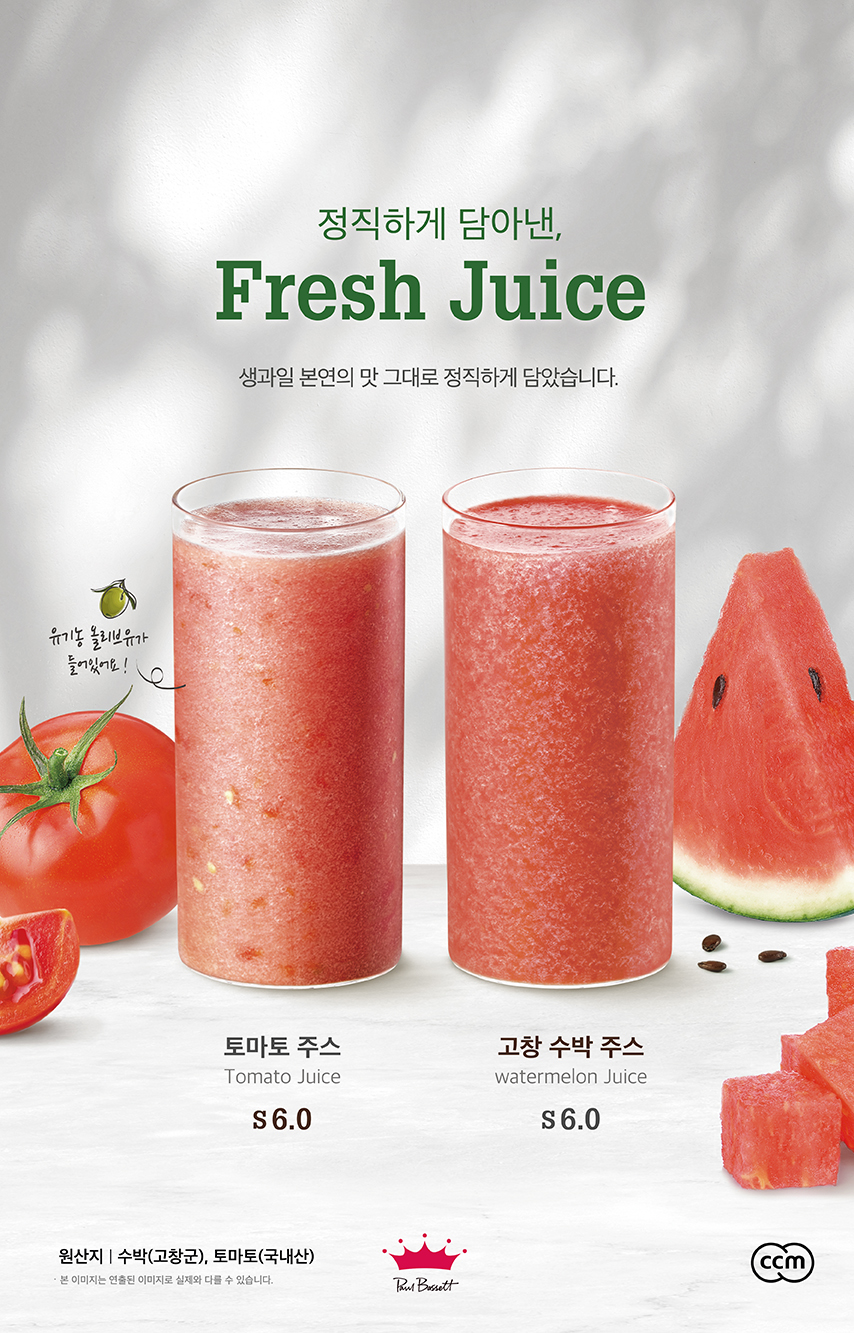 정직하게 담아낸,
Fresh Juice
생과일 본연의 맛 그대로 정직하게 담았습니다.
유기농 올리브유가
들어있어요!
토마토 주스
Tomato Juice
S 6.0
고창 수박 주스
watermelon Juice
S 6.0
원산지 | 수박(고창군), 토마토(국내산)
· 본 이미지는 연출된 이미지로 실제와 다를 수 있습니다.
Paul Bassett
ccm